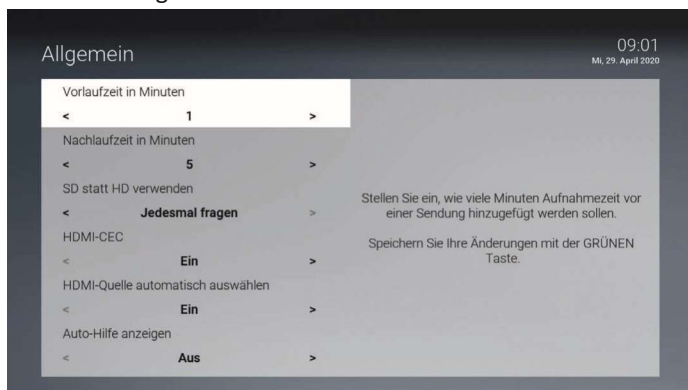 Allgemein
09:01
Mi, 29. April 2020
Vorlaufzeit in Minuten
< 1 >
Nachlaufzeit in Minuten
< 5 >
SD statt HD verwenden
< Jedesmal fragen >
HDMI-CEC
< Ein >
HDMI-Quelle automatisch auswählen
< Ein >
Auto-Hilfe anzeigen
< Aus >
Stellen Sie ein, wie viele Minuten Aufnahmezeit vor
einer Sendung hinzugefügt werden sollen.
Speichern Sie Ihre Änderungen mit der GRÜNEN
Taste.